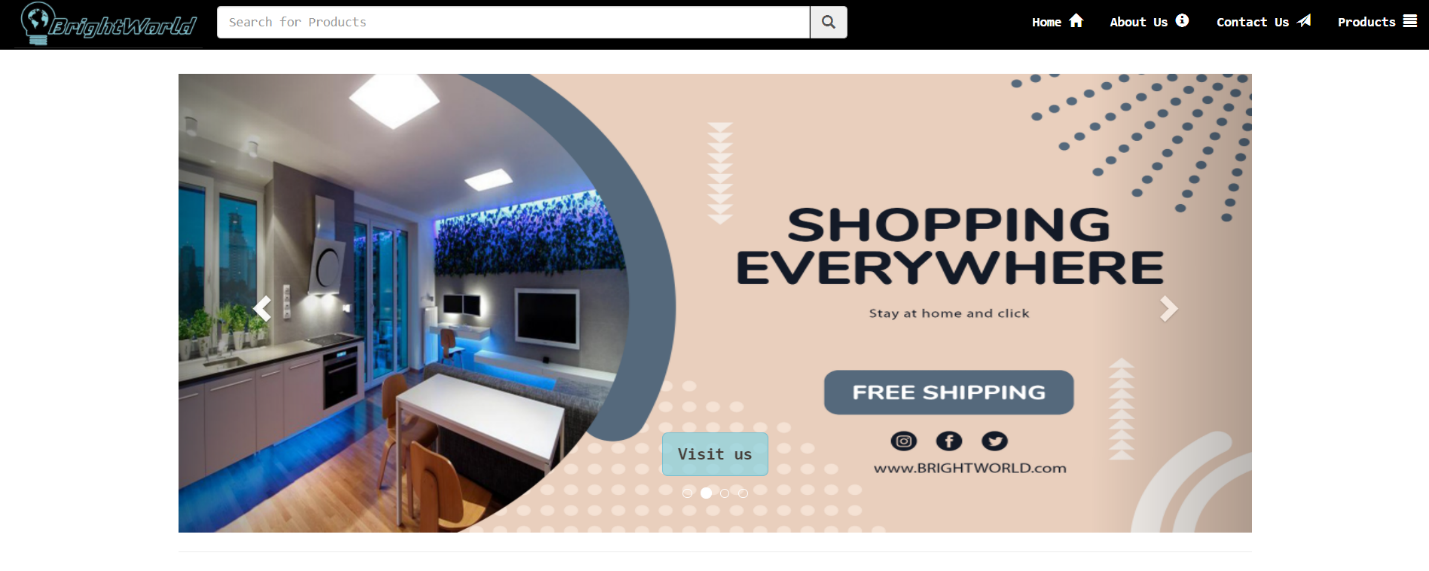 BrightWorld
Search for Products
Home
About Us
Contact Us
Products
SHOPPING
EVERYWHERE
Stay at home and click
FREE SHIPPING
Visit us
www.BRIGHTWORLD.com